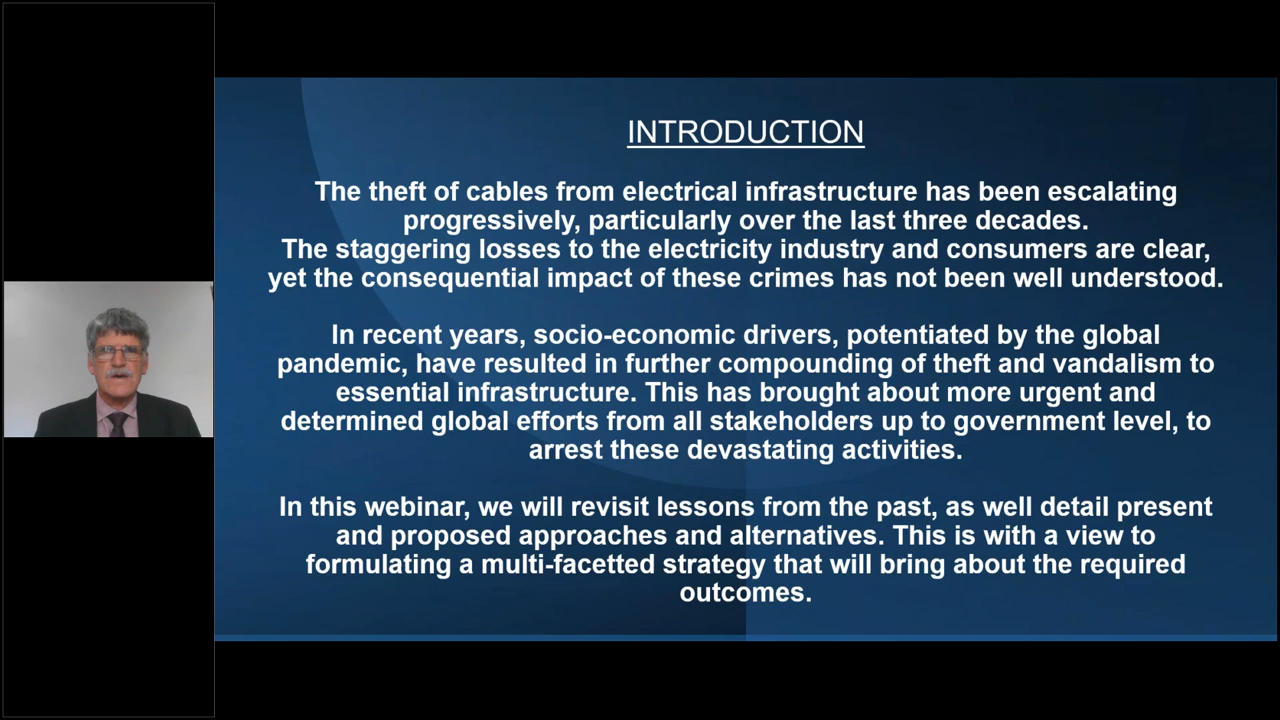 INTRODUCTION
The theft of cables from electrical infrastructure has been escalating
progressively, particularly over the last three decades.
The staggering losses to the electricity industry and consumers are clear,
yet the consequential impact of these crimes has not been well understood.
In recent years, socio-economic drivers, potentiated by the global
pandemic, have resulted in further compounding of theft and vandalism to
essential infrastructure. This has brought about more urgent and
determined global efforts from all stakeholders up to government level, to
arrest these devastating activities.
In this webinar, we will revisit lessons from the past, as well detail present
and proposed approaches and alternatives. This is with a view to
formulating a multi-facetted strategy that will bring about the required
outcomes.